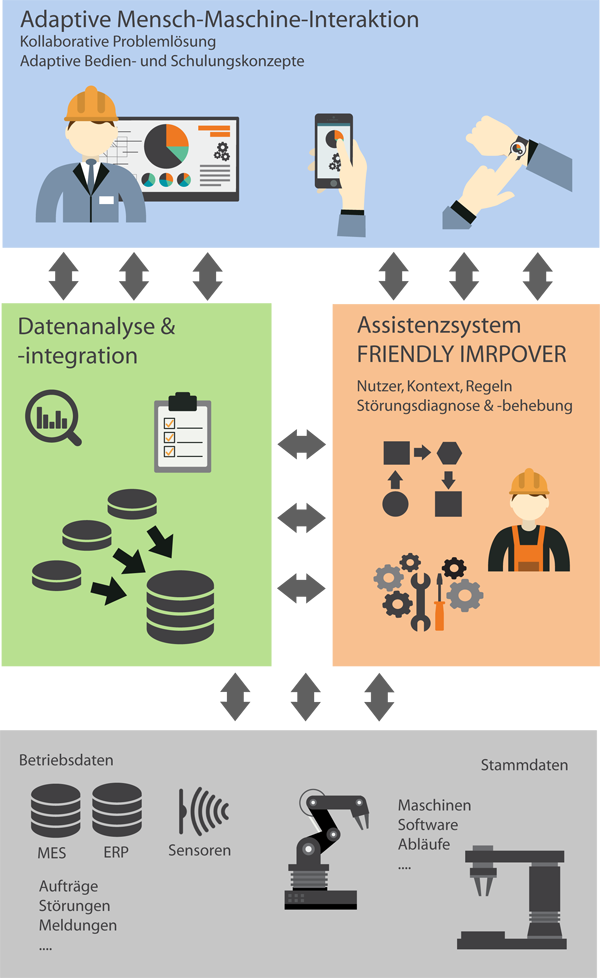 Adaptive Mensch-Maschine-Interaktion
Kollaborative Problemlösung
Adaptive Bedien- und Schulungskonzepte
Datenanalyse &
-integration
Assistenzsystem
FRIENDLY IMRPOVER
Nutzer, Kontext, Regeln
Störungsdiagnose & -behebung
Betriebsdaten
MES
ERP
Sensoren
Aufträge
Störungen
Meldungen
....
Stammdaten
Maschinen
Software
Abläufe
....